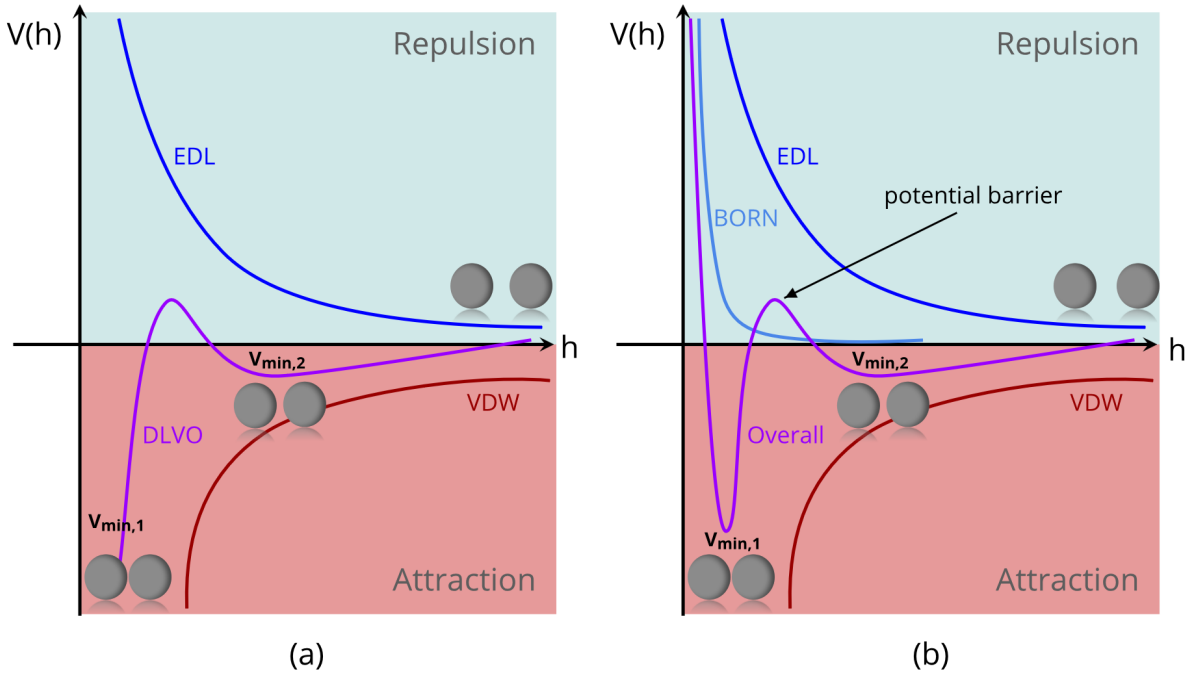 V(h)
Repulsion
EDL
h
Vmin,2
VDW
DLVO
Vmin,1
Attraction
(a)
V(h)
Repulsion
EDL
potential barrier
BORN
h
Vmin,2
VDW
Overall
Vmin,1
Attraction
(b)